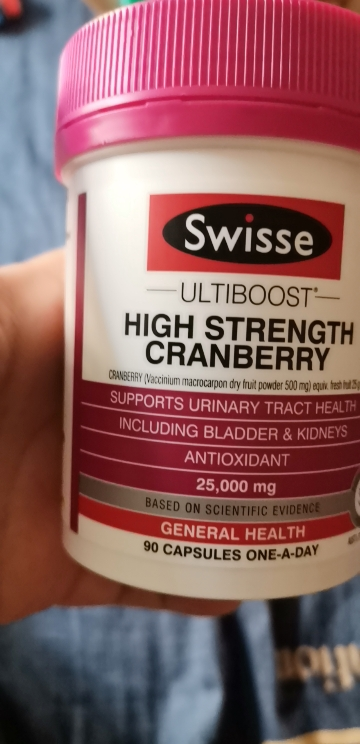 Swisse
ULTIBOOST®
HIGH STRENGTH
CRANBERRY
CRANBERRY (Vaccinium macrocarpon dry fruit powder 500 mg) equiv. fresh fruit 25
SUPPORTS URINARY TRACT HEALTH
INCLUDING BLADDER & KIDNEYS
ANTIOXIDANT
25,000 mg
BASED ON SCIENTIFIC EVIDENCE
GENERAL HEALTH
90 CAPSULES ONE-A-DAY